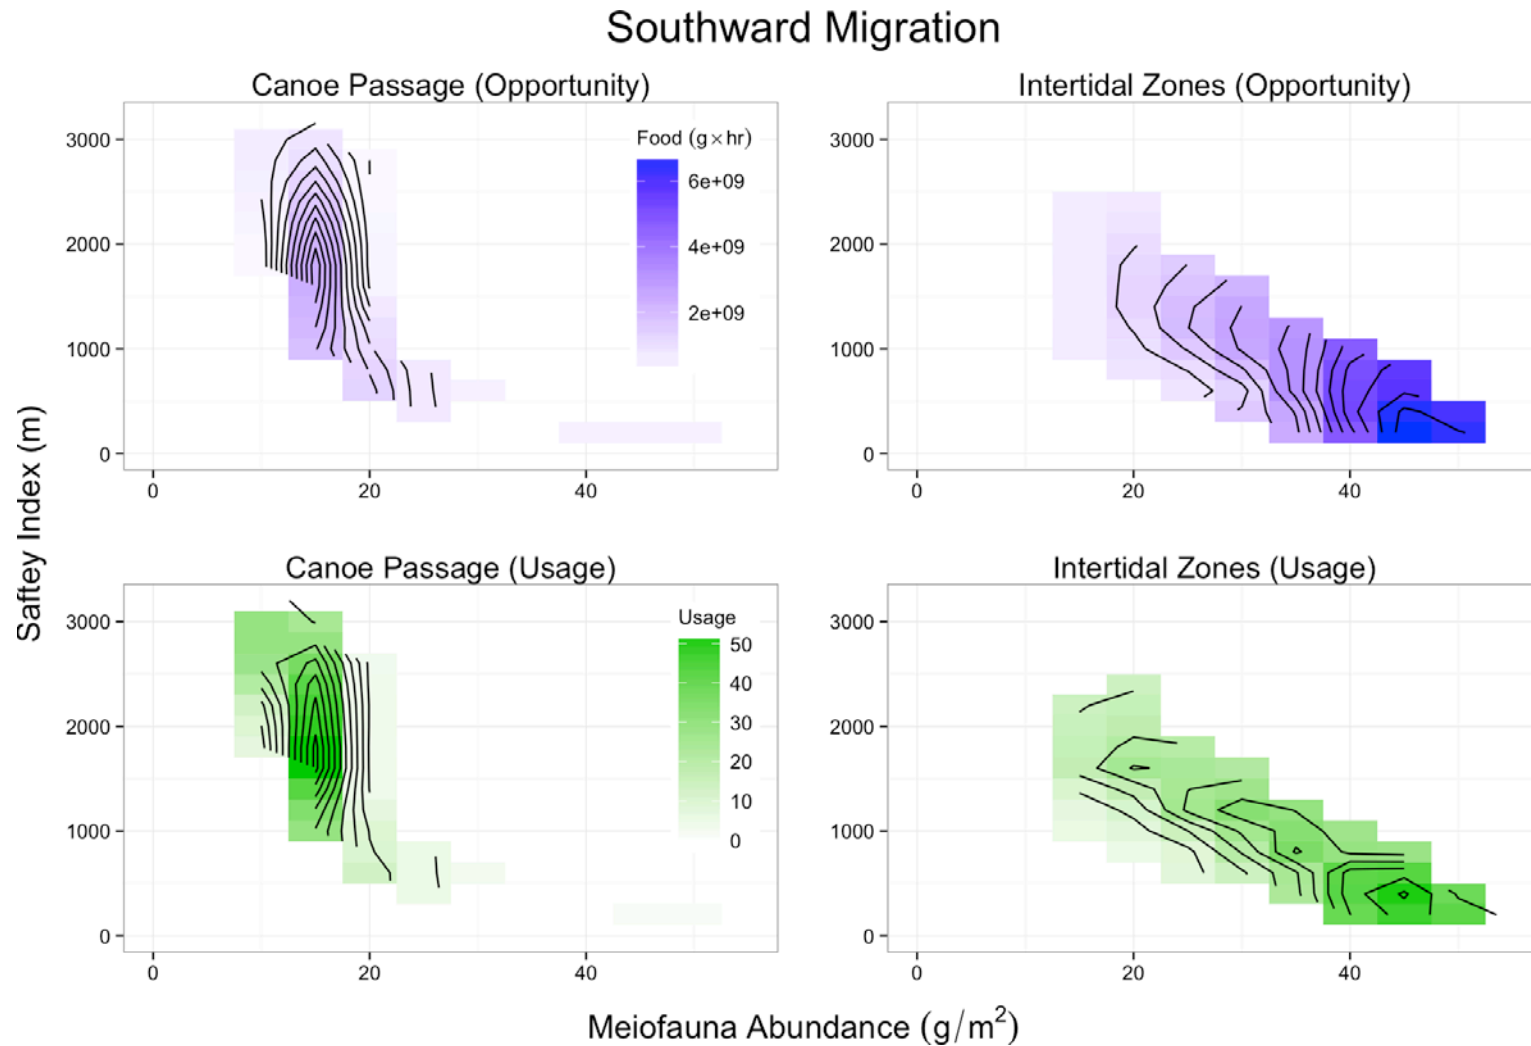 Southward Migration
Canoe Passage (Opportunity)
Intertidal Zones (Opportunity)
3000
2000
1000
0
0
20
40
Food (g×hr)
6e+09
4e+09
2e+09
3000
2000
1000
0
0
20
40
Saftey Index (m)
Canoe Passage (Usage)
Intertidal Zones (Usage)
3000
2000
1000
0
0
20
40
Usage
50
40
30
20
10
0
3000
2000
1000
0
0
20
40
Meiofauna Abundance (g/m²)